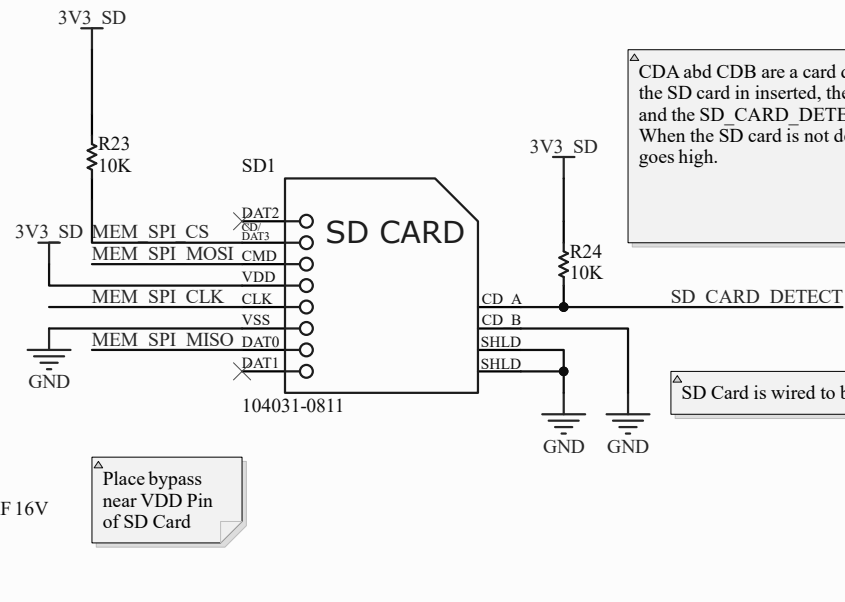 3V3_SD
R23
10K
3V3_SD
MEM_SPI_CS
MEM_SPI_MOSI
MEM_SPI_CLK
MEM_SPI_MISO
GND
SD1
DAT2
CD/
DAT3
CMD
VDD
CLK
VSS
DAT0
DAT1
SD CARD
104031-0811
CD_A
CD_B
SHLD
SHLD
3V3_SD
R24
10K
SD_CARD_DETECT
GND
GND
CDA abd CDB are a card
the SD card in inserted, the
and the SD_CARD_DETE
When the SD card is not de
goes high.
SD Card is wired to b
F 16V
Place bypass
near VDD Pin
of SD Card